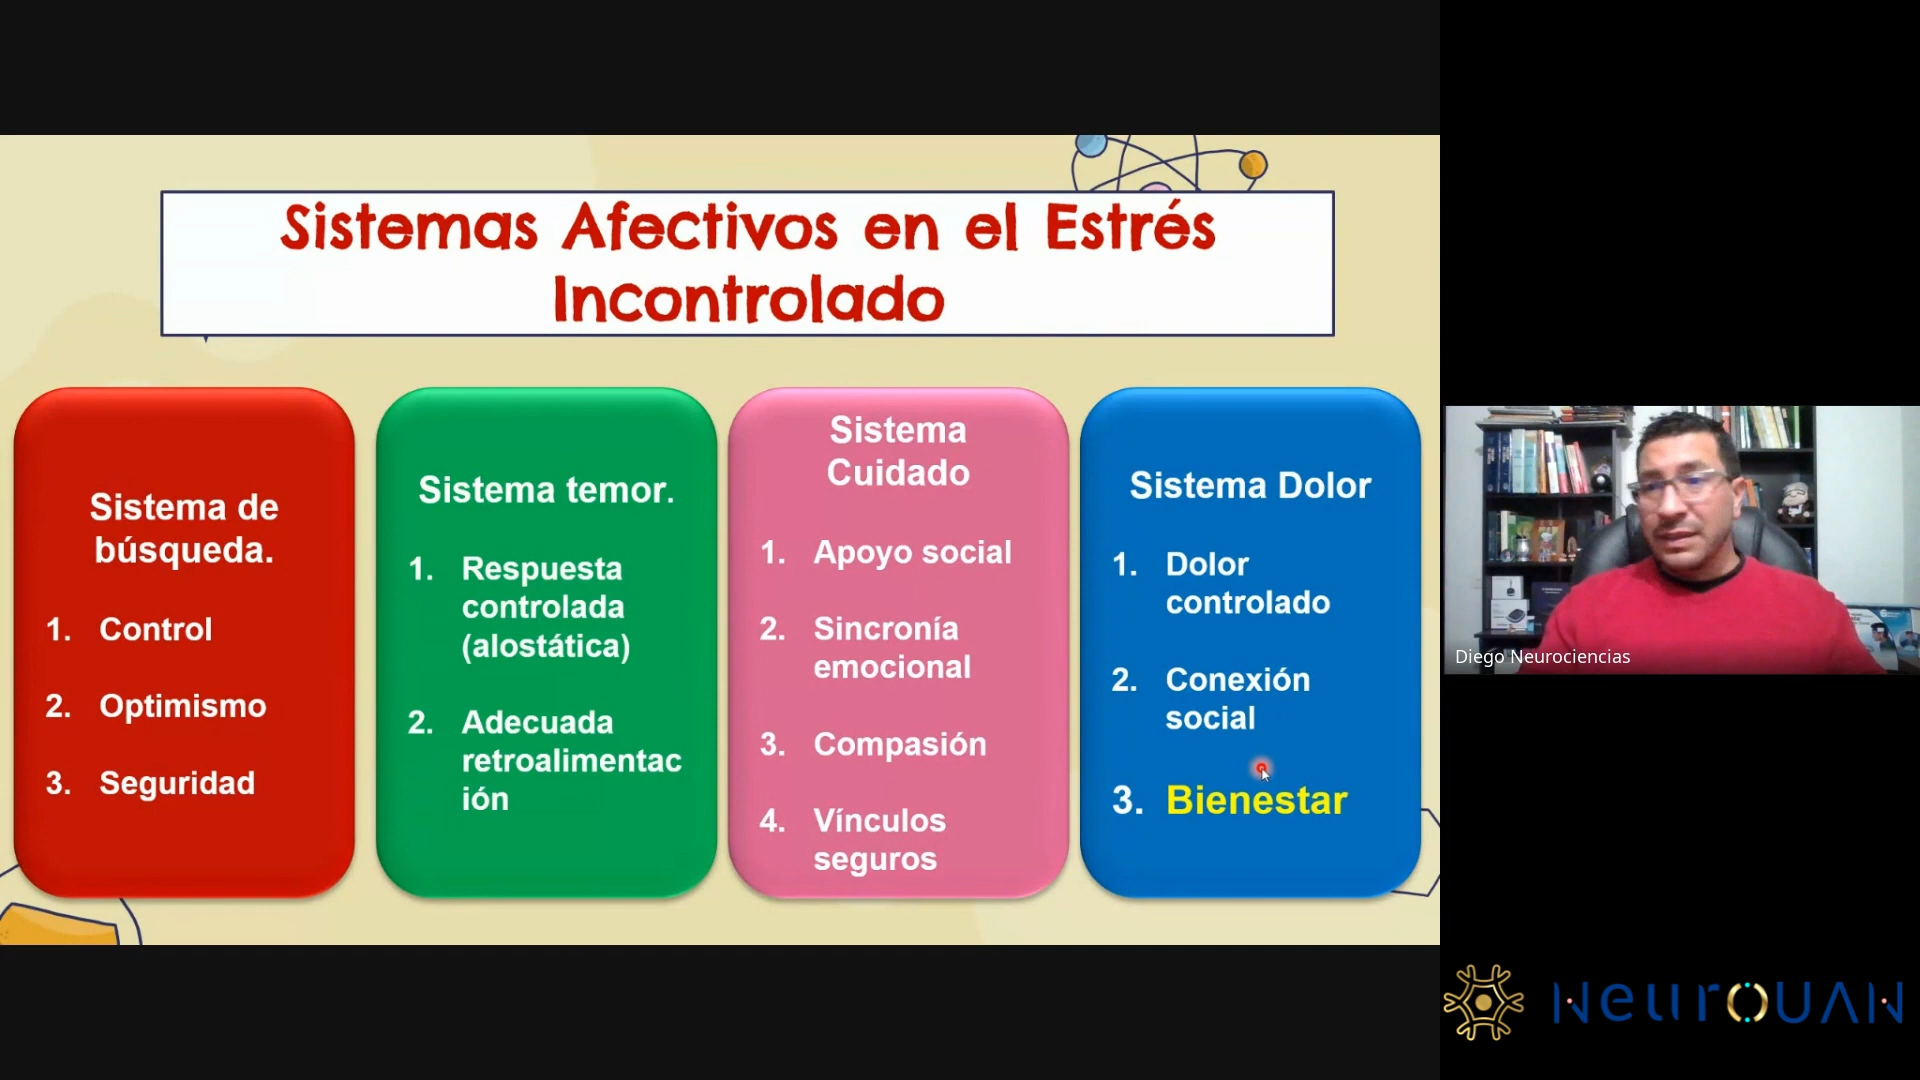 Sistemas Afectivos en el Estrés
Incontrolado
Sistema de
búsqueda.
1. Control
2. Optimismo
3. Seguridad
Sistema temor.
1. Respuesta
controlada
(alostática)
2. Adecuada
retroalimentac
ión
Sistema
Cuidado
1. Apoyo social
2. Sincronía
emocional
3. Compasión
4. Vínculos
seguros
Sistema Dolor
1. Dolor
controlado
2. Conexión
social
3. Bienestar
Diego Neurociencias
NeurOUAN